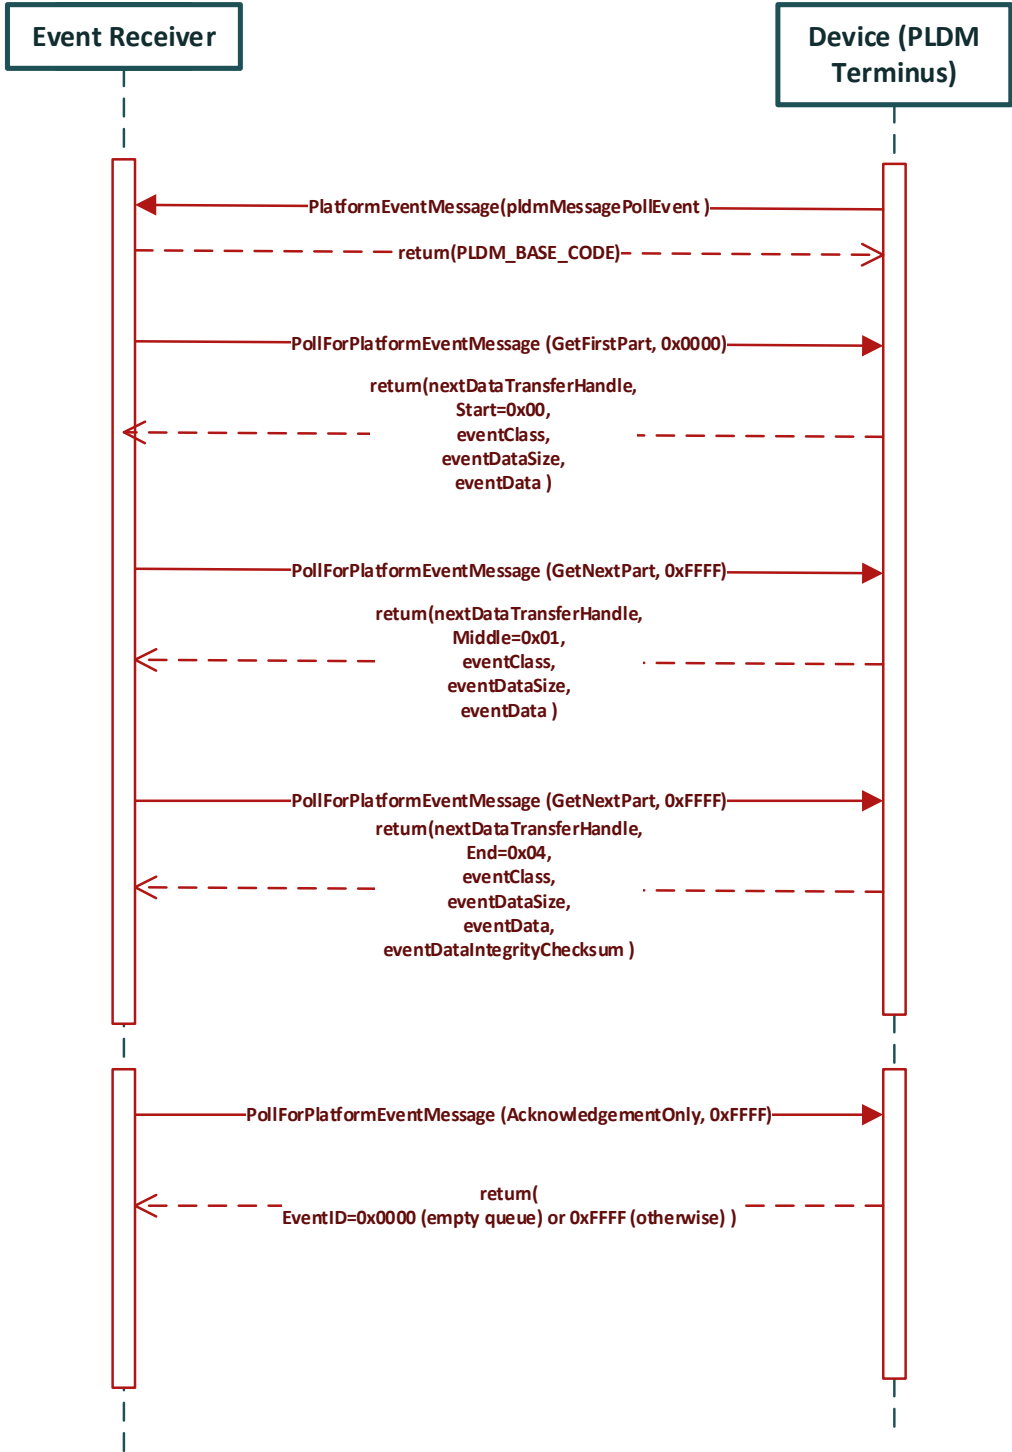 Event Receiver
Device (PLDM
Terminus)
PlatformEventMessage(pldmMessagePollEvent )
return(PLDM_BASE_CODE)
PollForPlatformEventMessage (GetFirstPart, 0x0000)
return(nextDataTransferHandle,
Start=0x00,
eventClass,
eventDataSize,
eventData )
PollForPlatformEventMessage (GetNextPart, 0xFFFF)
return(nextDataTransferHandle,
Middle=0x01,
eventClass,
eventDataSize,
eventData )
PollForPlatformEventMessage (GetNextPart, 0xFFFF)
return(nextDataTransferHandle,
End=0x04,
eventClass,
eventDataSize,
eventData,
eventDataIntegrityChecksum )
PollForPlatformEventMessage (AcknowledgementOnly, 0xFFFF)
return(
EventID=0x0000 (empty queue) or 0xFFFF (otherwise) )